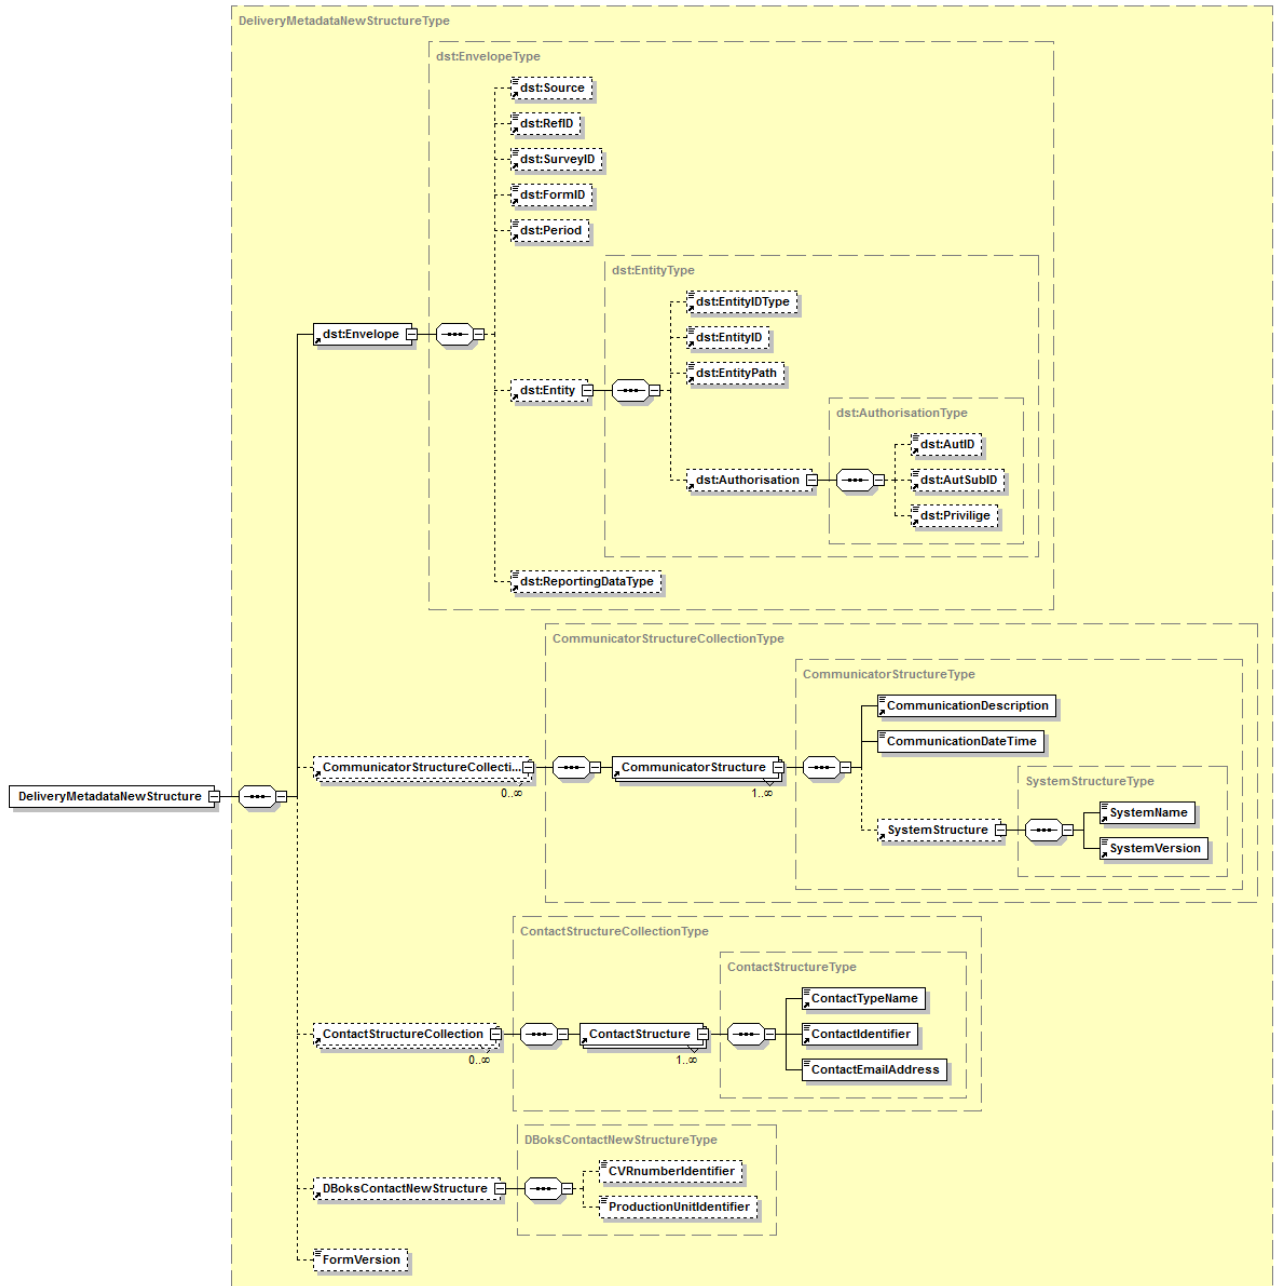 DeliveryMetadataNewStructureType
dst:EnvelopeType
dst:Source
dst:RefID
dst:SurveyID
dst:FormID
dst:Period
dst:EntityType
dst:EntityIDType
dst:Envelope
dst:EntityID
dst:EntityPath
dst:Entity
dst:AuthorisationType
dst:AutID
dst:Authorisation
dst:AutSubID
dst:Privilige
dst:ReportingDataType
CommunicatorStructureCollectionType
CommunicatorStructureType
CommunicationDescription
CommunicationDateTime
CommunicatorStructureCollecti...
0..∞
CommunicatorStructure
1..∞
SystemStructureType
DeliveryMetadataNewStructure
SystemName
SystemStructure
SystemVersion
ContactStructureCollectionType
ContactStructureType
ContactTypeName
ContactStructureCollection
0..∞
ContactStructure
1..∞
ContactIdentifier
ContactEmailAddress
DBoksContactNewStructureType
CVRnumberIdentifier
DBoksContactNewStructure
ProductionUnitIdentifier
FormVersion